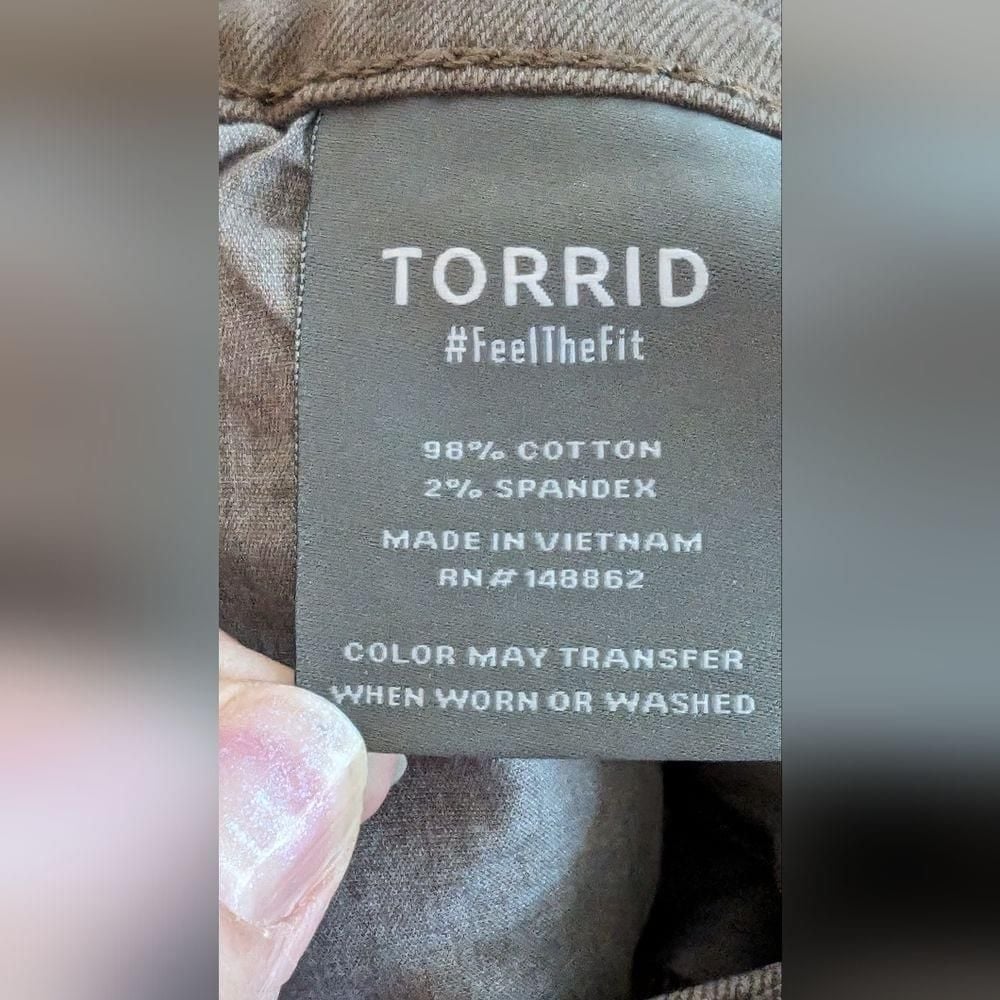 TORRID
#FeelTheFit
98% COTTON
2% SPANDEX
MADE IN VIETNAM
RN# 148862
COLOR MAY TRANSFER
WHEN WORN OR WASHED